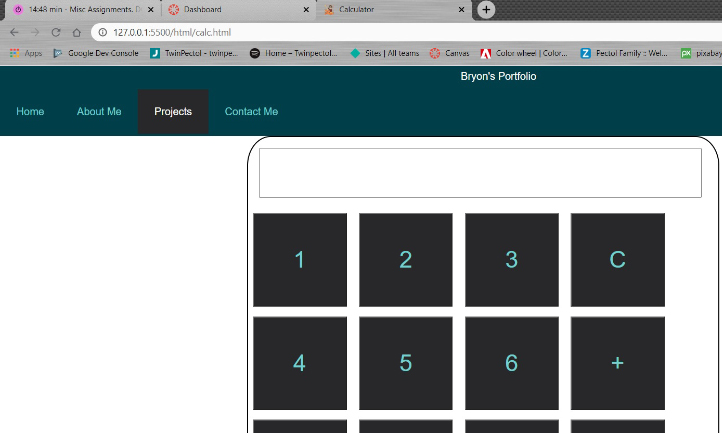 14:48 min - Misc Assignments. D
Dashboard
Calculator
127.0.0.1:5500/html/calc.html
Apps
Google Dev Console
TwinPectol - twinpe...
Home – Twinpectol...
Sites | All teams
Canvas
Color wheel | Color...
Pectol Family :: Wel...
pixabay
Bryon's Portfolio
Home About Me Projects Contact Me
1 2 3 C
4 5 6 +